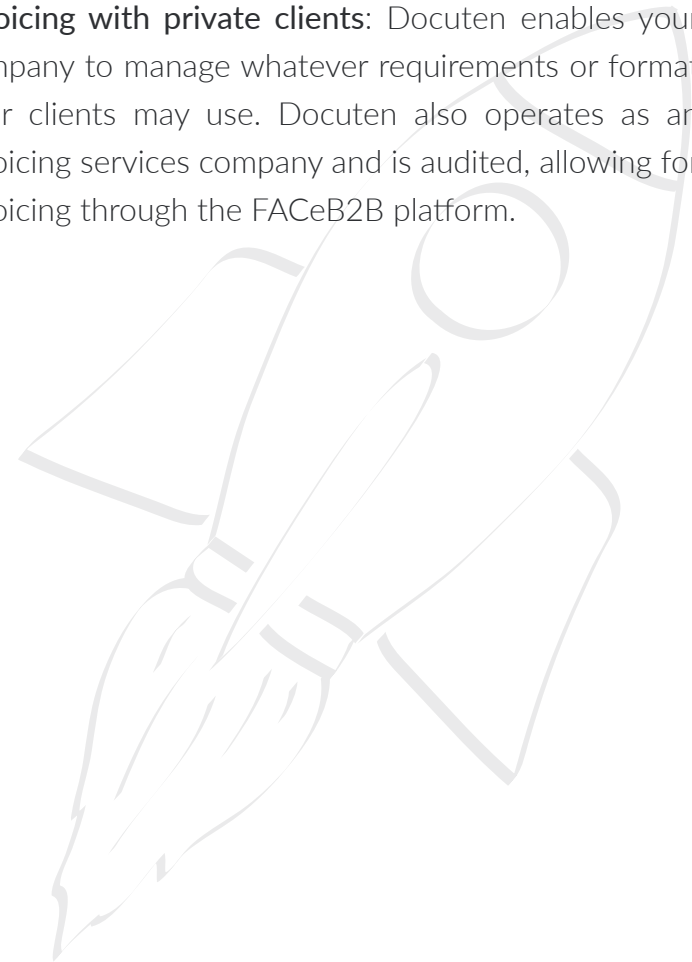 oicing with private clients: Docuten enables your
mpany to manage whatever requirements or format
r clients may use. Docuten also operates as an
oicing services company and is audited, allowing for
oicing through the FACeB2B platform.